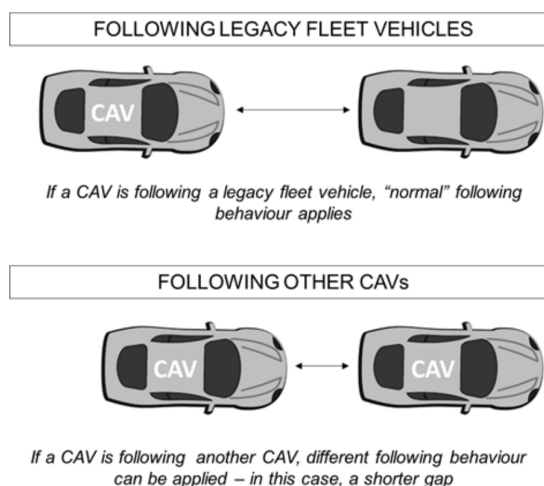 FOLLOWING LEGACY FLEET VEHICLES
CAV
If a CAV is following a legacy fleet vehicle, “normal” following
behaviour applies
FOLLOWING OTHER CAVs
CAV CAV
If a CAV is following another CAV, different following behaviour
can be applied – in this case, a shorter gap